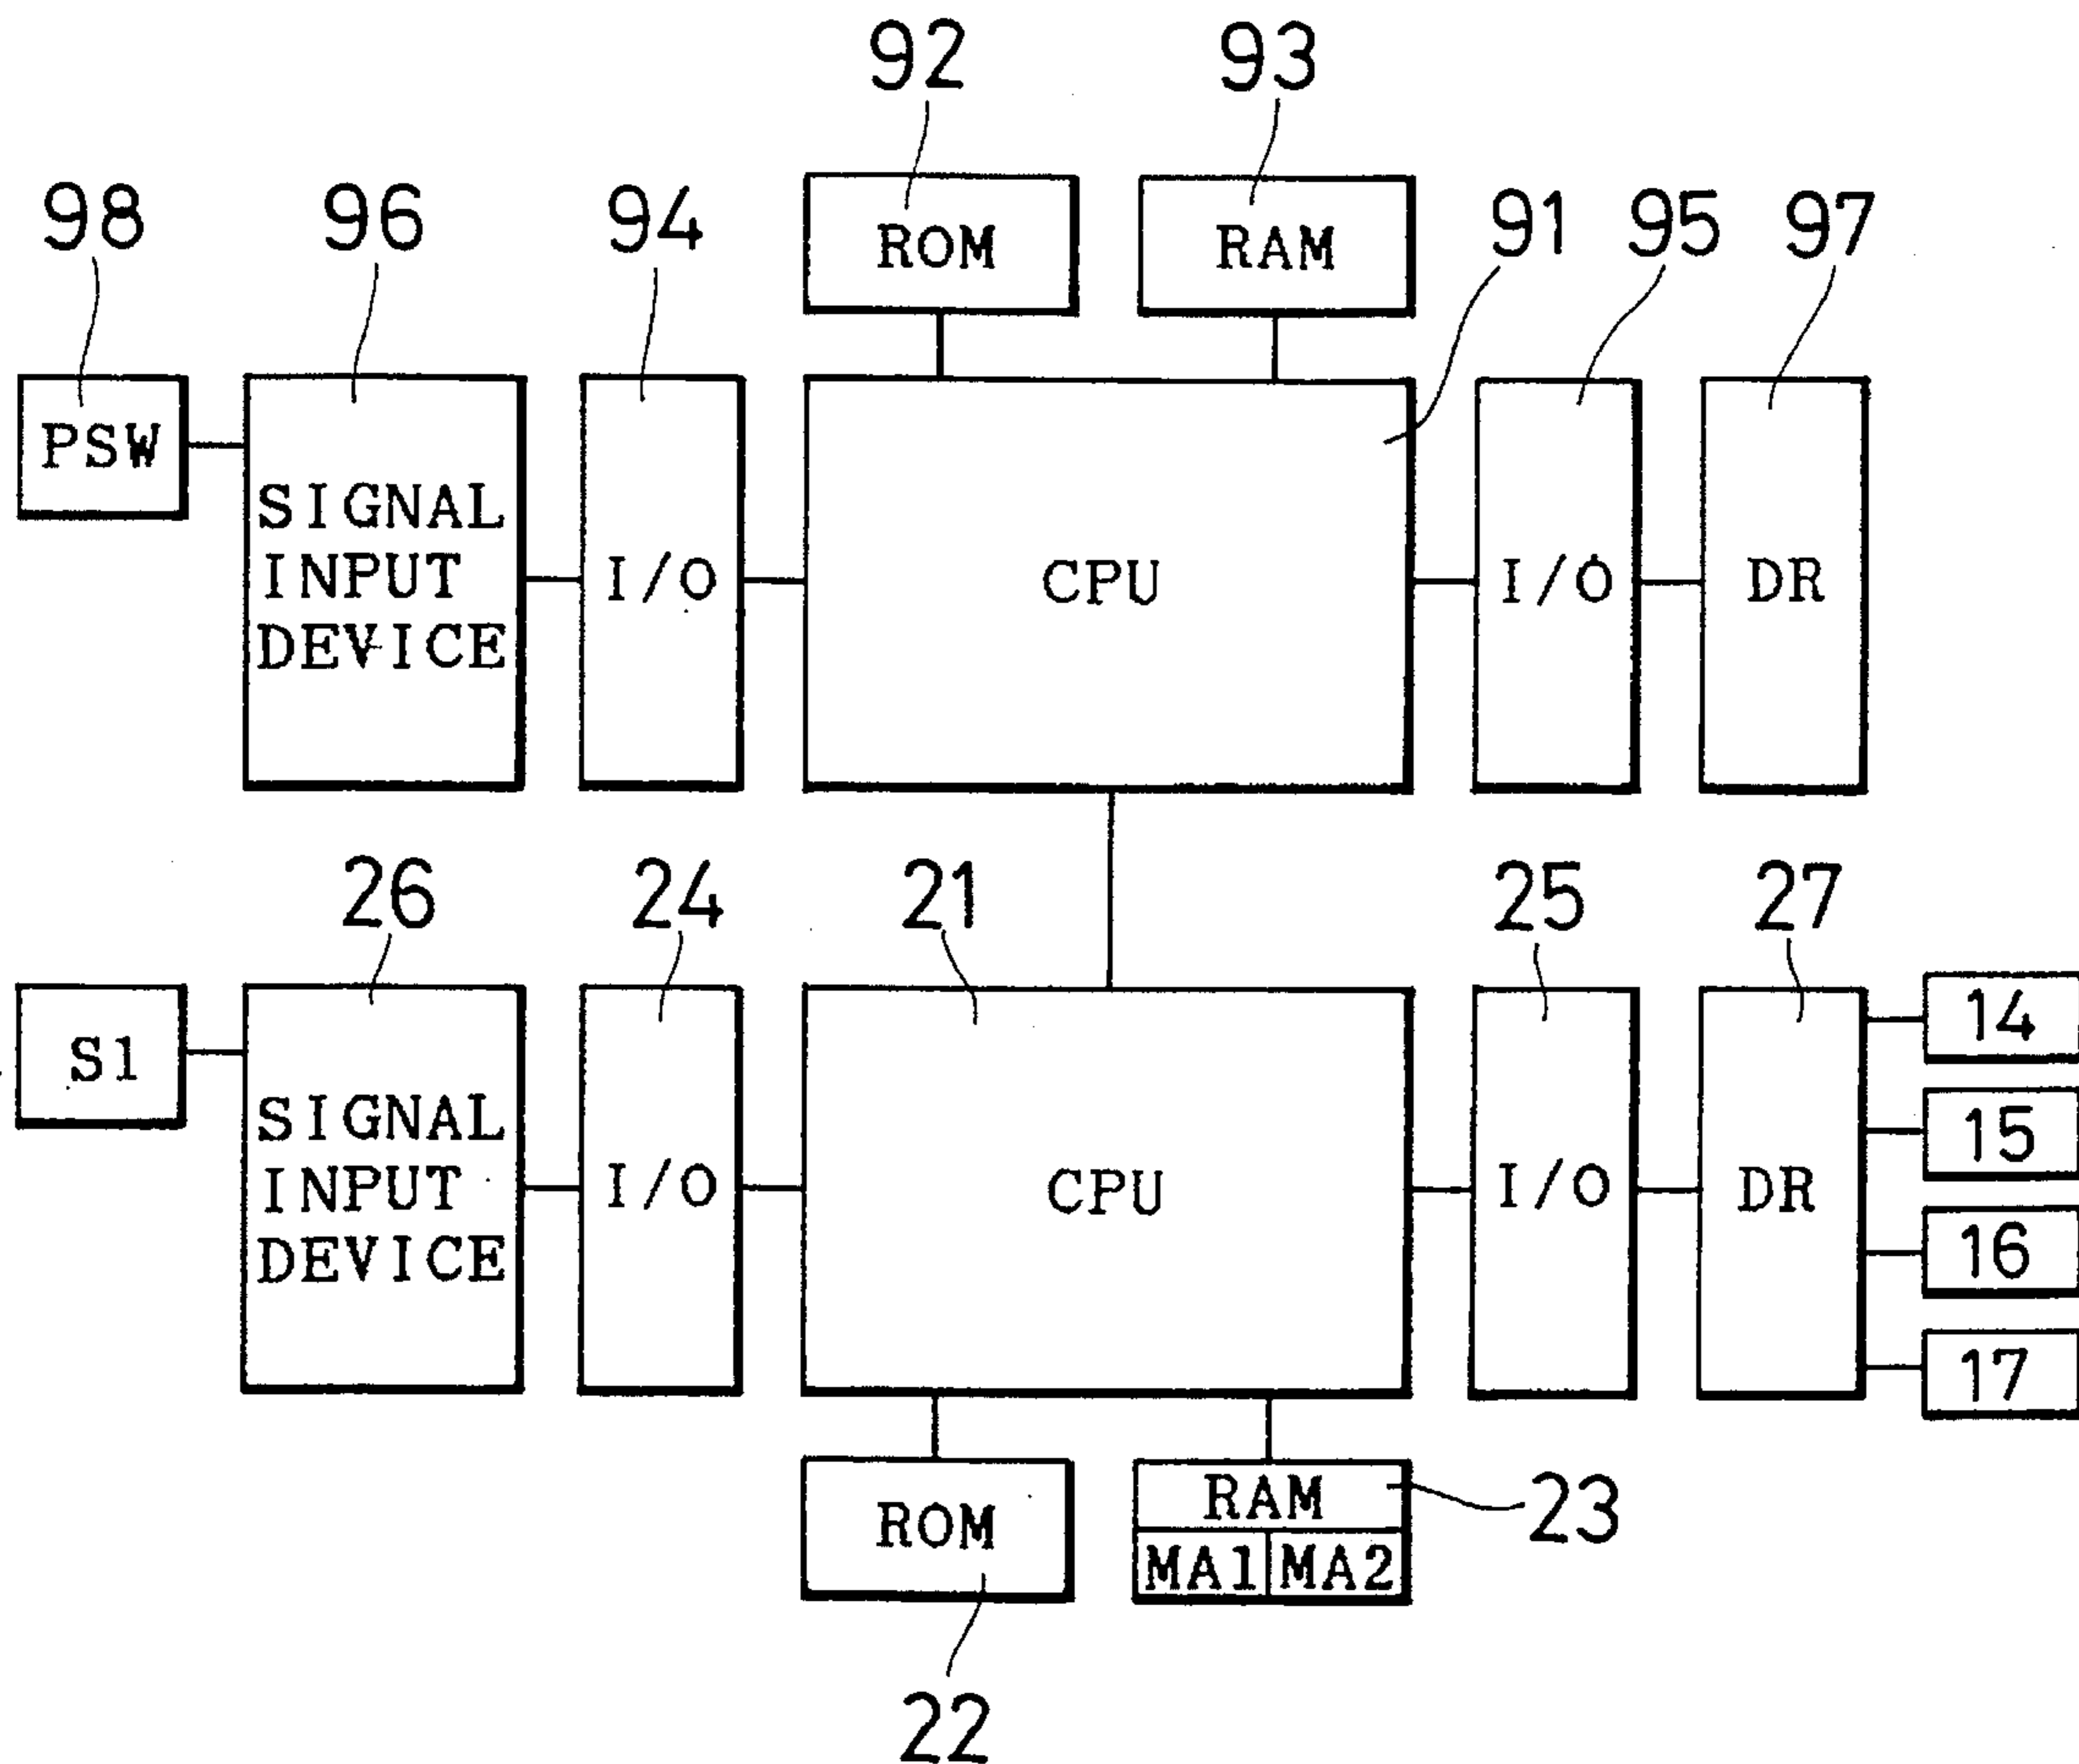 92
93
98
96
94
91
95
97
ROM
RAM
PSW
SIGNAL
INPUT
DEVICE
I/O
CPU
I/O
DR
26
24
21
25
27
S1
SIGNAL
INPUT
DEVICE
I/O
CPU
I/O
DR
14
15
16
17
ROM
RAM
MA1
MA2
23
22